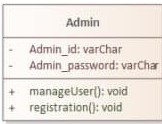 Admin
- Admin_id: varChar
- Admin_password: varChar
+ manageUser(): void
+ registration(): void